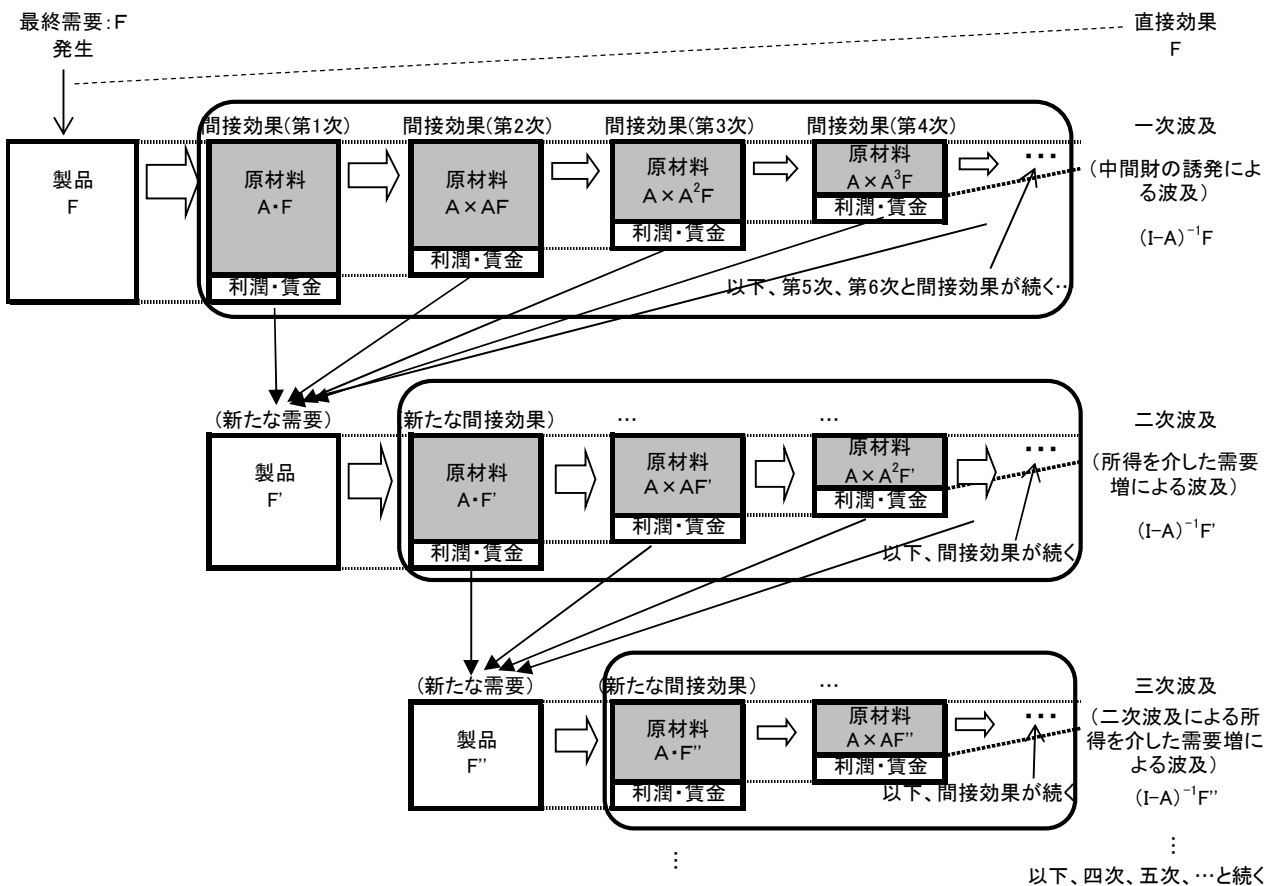 最終需要:F
発生
直接効果
F
間接効果(第1次)
間接効果(第2次)
間接効果(第3次)
間接効果(第4次)
一次波及
(中間財の誘発によ
る波及)
(I-A)⁻¹F
製品
F
原材料
A・F
利潤・賃金
原材料
A×AF
利潤・賃金
原材料
A×A²F
利潤・賃金
原材料
A×A³F
利潤・賃金
…
以下、第5次、第6次と間接効果が続く…
(新たな需要)
(新たな間接効果)
…
…
二次波及
(所得を介した需要
増による波及)
(I-A)⁻¹F'
製品
F'
原材料
A・F'
利潤・賃金
原材料
A×AF'
利潤・賃金
原材料
A×A²F'
利潤・賃金
…
以下、間接効果が続く
(新たな需要)
(新たな間接効果)
…
三次波及
(二次波及による所
得を介した需要増に
よる波及)
(I-A)⁻¹F''
製品
F''
原材料
A・F''
利潤・賃金
原材料
A×AF''
利潤・賃金
…
以下、間接効果が続く
⋮
⋮
以下、四次、五次、…と続く